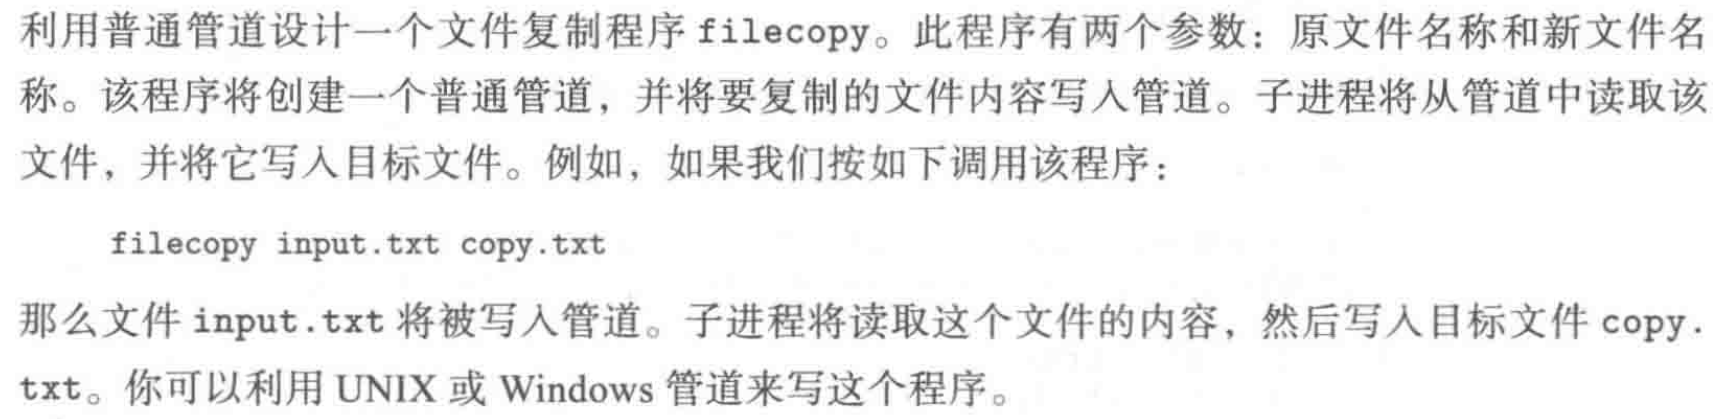 利用普通管道设计一个文件复制程序 filecopy。此程序有两个参数：原文件名称和新文件名
称。该程序将创建一个普通管道，并将要复制的文件内容写入管道。子进程将从管道中读取该
文件，并将它写入目标文件。例如，如果我们按如下调用该程序：
filecopy input.txt copy.txt
那么文件 input.txt 将被写入管道。子进程将读取这个文件的内容，然后写入目标文件 copy.
txt。你可以利用 UNIX 或 Windows 管道来写这个程序。